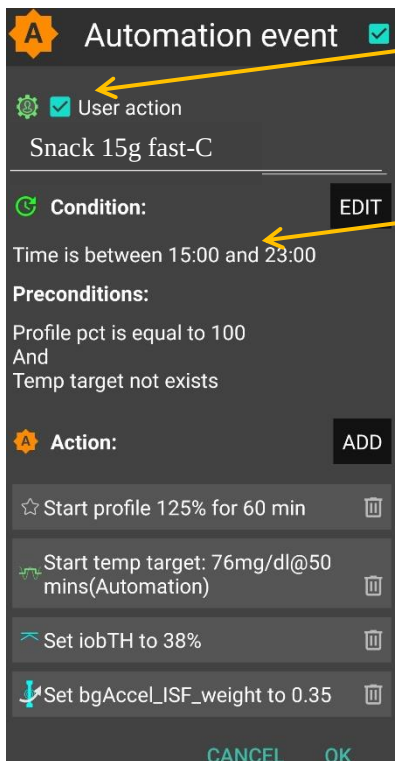 A Automation event
User action
Snack 15g fast-C
Condition: EDIT
Time is between 15:00 and 23:00
Preconditions:
Profile pct is equal to 100
And
Temp target not exists
A Action: ADD
Start profile 125% for 60 min
Start temp target: 76mg/dl@50
mins(Automation)
Set iobTH to 38%
Set bgAccel_ISF_weight to 0.35
CANCEL OK